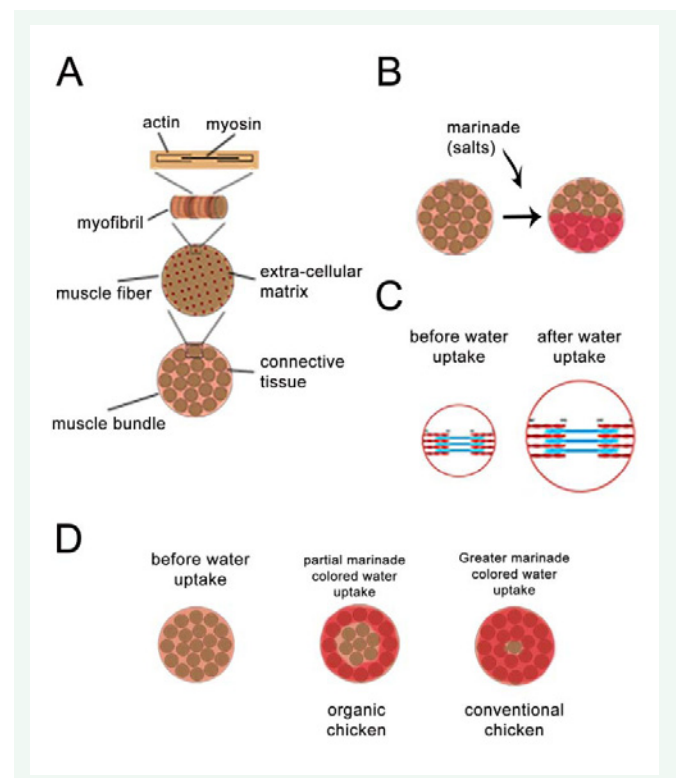 A
actin
myosin
myofibril
muscle fiber
extra-cellular
matrix
connective
tissue
muscle bundle
B
marinade
(salts)
C
before water
uptake
after water
uptake
D
before water
uptake
partial marinade
colored water
uptake
Greater marinade
colored water
uptake
organic
chicken
conventional
chicken